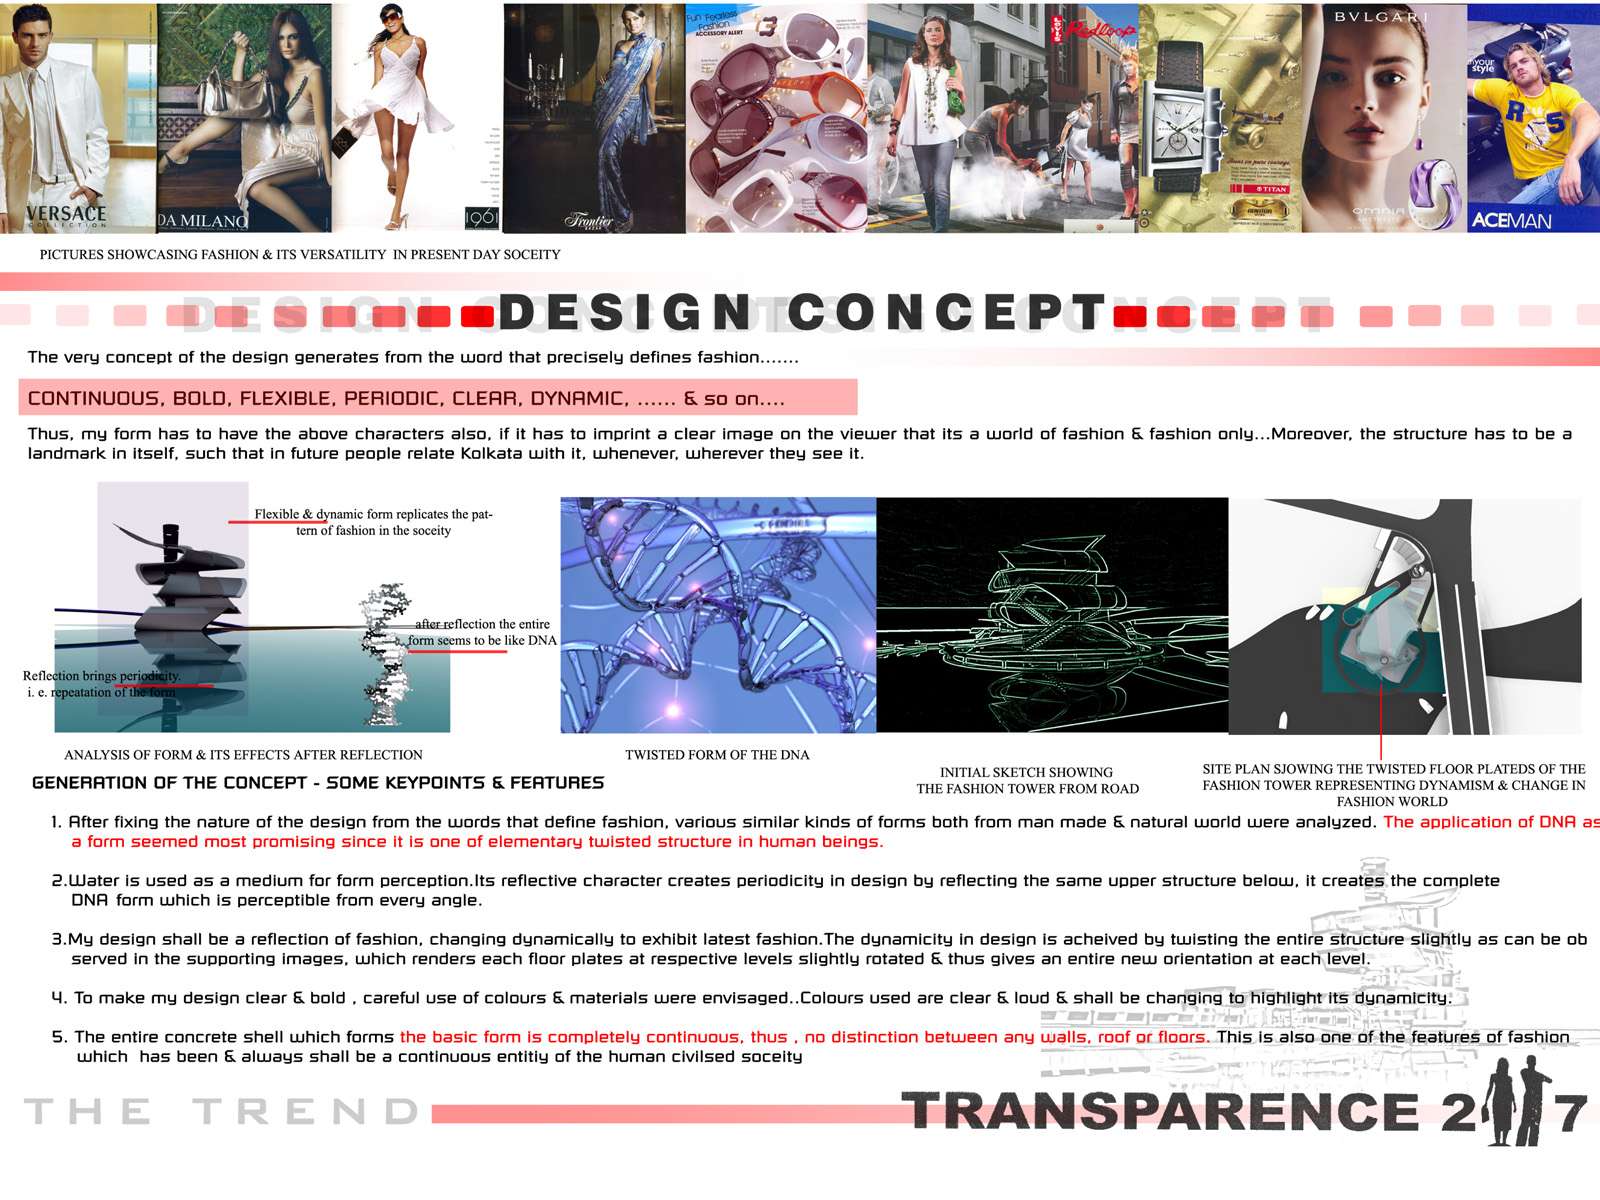 VERSACE
COLLECTION
DA MILANO
1961
Frontier
BAZAR
Fun Fearless
Fashion
ACCESSORY ALERT
Redloop
TITAN
BVLGARI
omnia
your
style
R S
ACEMAN
PICTURES SHOWCASING FASHION & ITS VERSATILITY IN PRESENT DAY SOCEITY
DESIGN CONCEPT
The very concept of the design generates from the word that precisely defines fashion.......
CONTINUOUS, BOLD, FLEXIBLE, PERIODIC, CLEAR, DYNAMIC, ...... & so on....
Thus, my form has to have the above characters also, if it has to imprint a clear image on the viewer that its a world of fashion & fashion only...Moreover, the structure has to be a
landmark in itself, such that in future people relate Kolkata with it, whenever, wherever they see it.
Flexible & dynamic form replicates the pat-
tern of fashion in the soceity
after reflection the entire
form seems to be like DNA
Reflection brings periodicity.
i. e. repeatation of the form
ANALYSIS OF FORM & ITS EFFECTS AFTER REFLECTION
TWISTED FORM OF THE DNA
INITIAL SKETCH SHOWING
THE FASHION TOWER FROM ROAD
SITE PLAN SJOWING THE TWISTED FLOOR PLATEDS OF THE
FASHION TOWER REPRESENTING DYNAMISM & CHANGE IN
FASHION WORLD
GENERATION OF THE CONCEPT - SOME KEYPOINTS & FEATURES
1. After fixing the nature of the design from the words that define fashion, various similar kinds of forms both from man made & natural world were analyzed. The application of DNA as
a form seemed most promising since it is one of elementary twisted structure in human beings.
2.Water is used as a medium for form perception.Its reflective character creates periodicity in design by reflecting the same upper structure below, it creates the complete
DNA form which is perceptible from every angle.
3.My design shall be a reflection of fashion, changing dynamically to exhibit latest fashion.The dynamicity in design is acheived by twisting the entire structure slightly as can be ob
served in the supporting images, which renders each floor plates at respective levels slightly rotated & thus gives an entire new orientation at each level.
4. To make my design clear & bold , careful use of colours & materials were envisaged..Colours used are clear & loud & shall be changing to highlight its dynamicity.
5. The entire concrete shell which forms the basic form is completely continuous, thus , no distinction between any walls, roof or floors. This is also one of the features of fashion
which has been & always shall be a continuous entitiy of the human civilsed soceity
THE TREND
TRANSPARENCE 2 7